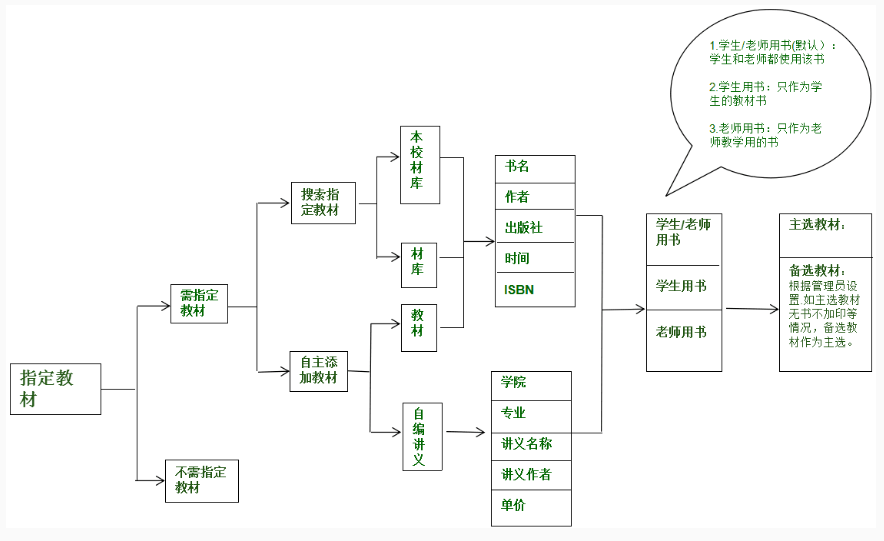 1.学生/老师用书(默认）：
学生和老师都使用该书
2.学生用书：只作为学
生的教材书
3.老师用书：只作为老
师教学用的书
本
校
材
库
搜索指
定教材
材
库
书名
作者
出版社
时间
ISBN
学生/老师
用书
学生用书
老师用书
主选教材：
备选教材：
根据管理员设
置.如主选教材
无书不加印等
情况，备选教
材作为主选。
需指定
教材
教
材
自主添
加教材
指定教
材
自
编
讲
义
学院
专业
讲义名称
讲义作者
单价
不需指定
教材